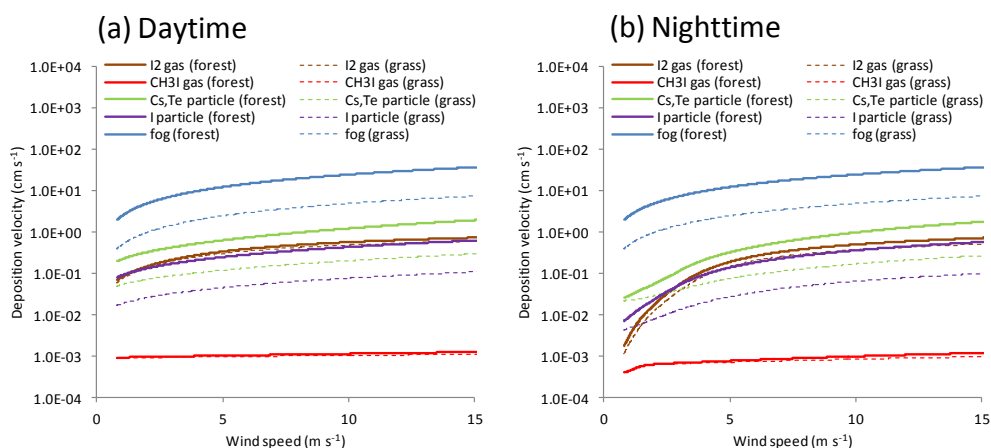 (a) Daytime
1.0E+04
1.0E+03
1.0E+02
1.0E+01
1.0E+00
1.0E-01
1.0E-02
1.0E-03
1.0E-04
Deposition velocity (cm s⁻¹)
I2 gas (forest) I2 gas (grass)
CH3I gas (forest) CH3I gas (grass)
Cs,Te particle (forest) Cs,Te particle (grass)
I particle (forest) I particle (grass)
fog (forest) fog (grass)
0 5 10 15
Wind speed (m s⁻¹)
(b) Nighttime
1.0E+04
1.0E+03
1.0E+02
1.0E+01
1.0E+00
1.0E-01
1.0E-02
1.0E-03
1.0E-04
Deposition velocity (cm s⁻¹)
I2 gas (forest) I2 gas (grass)
CH3I gas (forest) CH3I gas (grass)
Cs,Te particle (forest) Cs,Te particle (grass)
I particle (forest) I particle (grass)
fog (forest) fog (grass)
0 5 10 15
Wind speed (m s⁻¹)